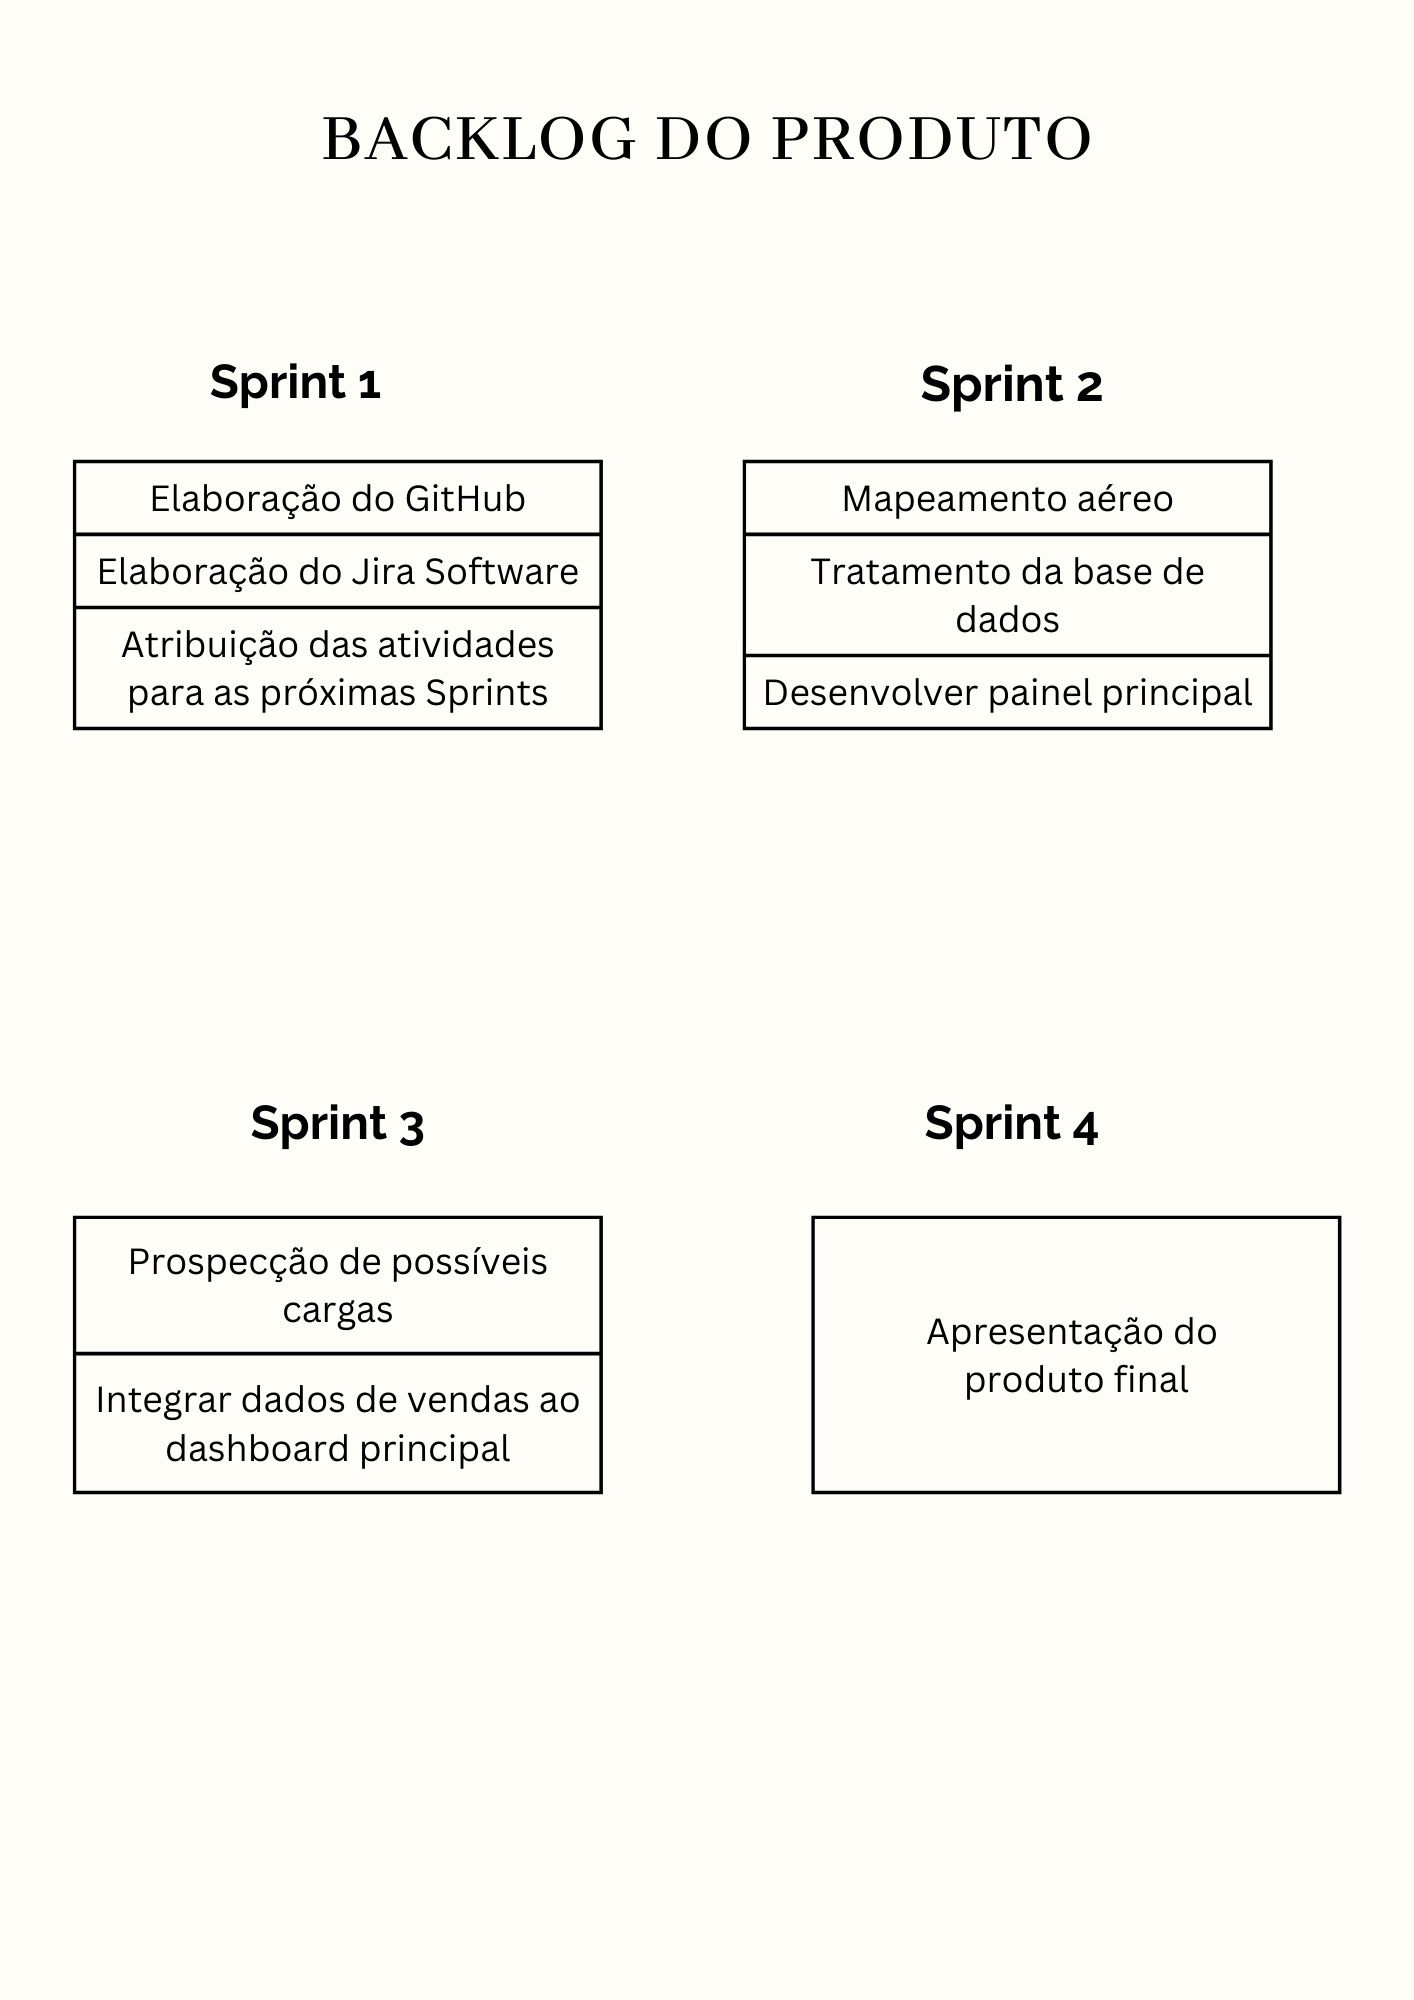 BACKLOG DO PRODUTO
Sprint 1
Elaboração do GitHub
Elaboração do Jira Software
Atribuição das atividades
para as próximas Sprints
Sprint 2
Mapeamento aéreo
Tratamento da base de
dados
Desenvolver painel principal
Sprint 3
Prospecção de possíveis
cargas
Integrar dados de vendas ao
dashboard principal
Sprint 4
Apresentação do
produto final